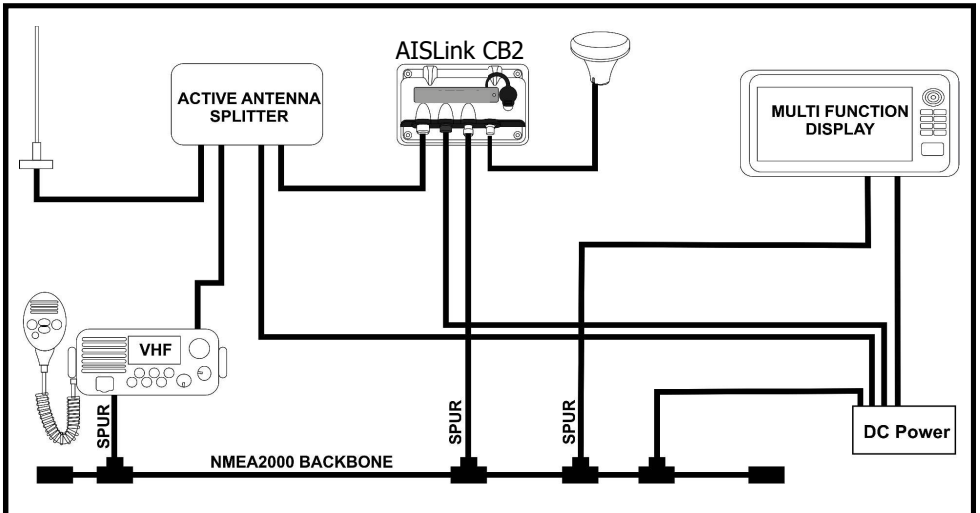 AISLink CB2
ACTIVE ANTENNA
SPLITTER
MULTI FUNCTION
DISPLAY
VHF
SPUR
SPUR
SPUR
DC Power
NMEA2000 BACKBONE